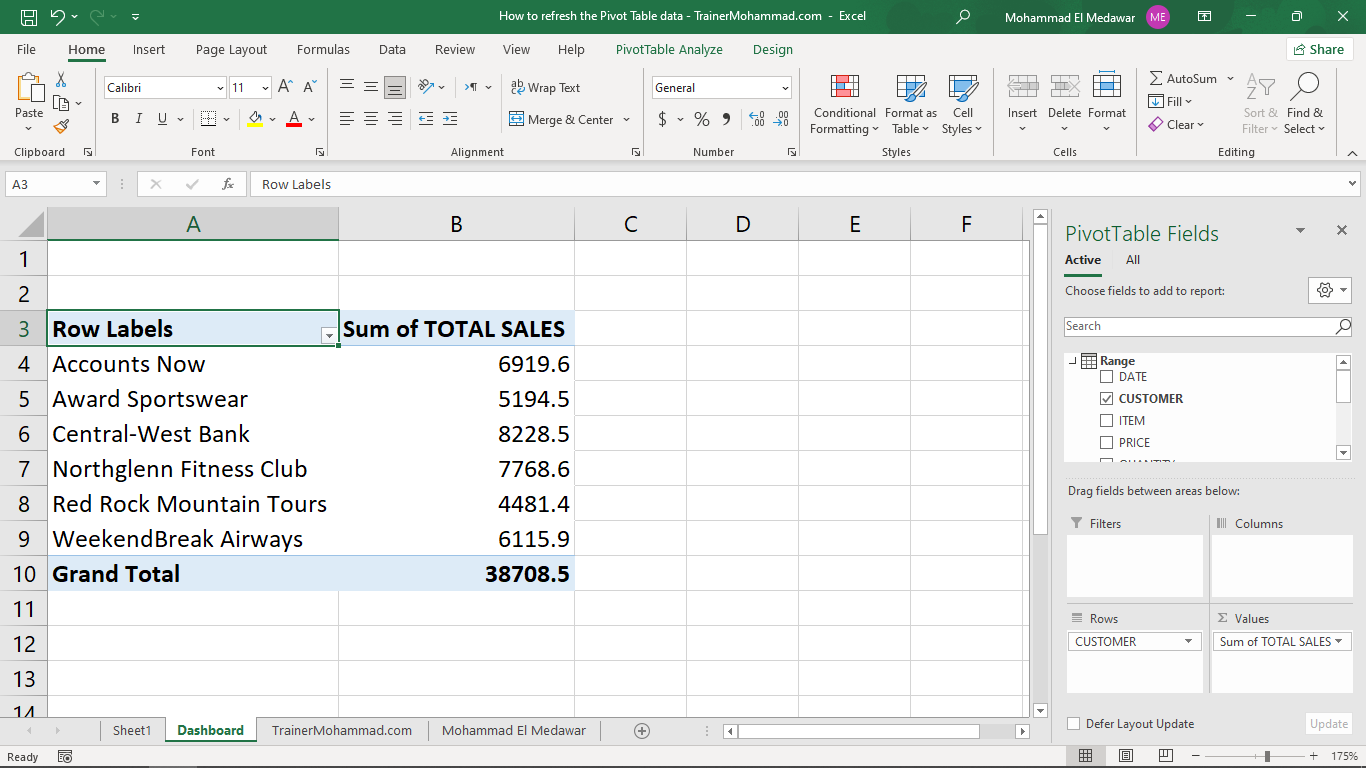 How to refresh the Pivot Table data - TrainerMohammad.com - Excel
Mohammad El Medawar ME
File Home Insert Page Layout Formulas Data Review View Help PivotTable Analyze Design Share
Paste
Clipboard
Calibri 11
B I U A
Font
ab Wrap Text
Merge & Center
Alignment
General
$ % 9
Number
Conditional Formatting
Format as Table
Cell Styles
Styles
Insert Delete Format
Cells
AutoSum
Fill
Clear
Sort & Filter
Find & Select
Editing
A3 fx Row Labels
A B C D E F
1
2
3 Row Labels Sum of TOTAL SALES
4 Accounts Now 6919.6
5 Award Sportswear 5194.5
6 Central-West Bank 8228.5
7 Northglenn Fitness Club 7768.6
8 Red Rock Mountain Tours 4481.4
9 WeekendBreak Airways 6115.9
10 Grand Total 38708.5
11
12
13
14
PivotTable Fields
Active All
Choose fields to add to report:
Search
Range
DATE
CUSTOMER
ITEM
PRICE
QUANTITY
Drag fields between areas below:
Filters Columns
Rows Σ Values
CUSTOMER Sum of TOTAL SALES
Defer Layout Update Update
Sheet1 Dashboard TrainerMohammad.com Mohammad El Medawar
Ready 175%